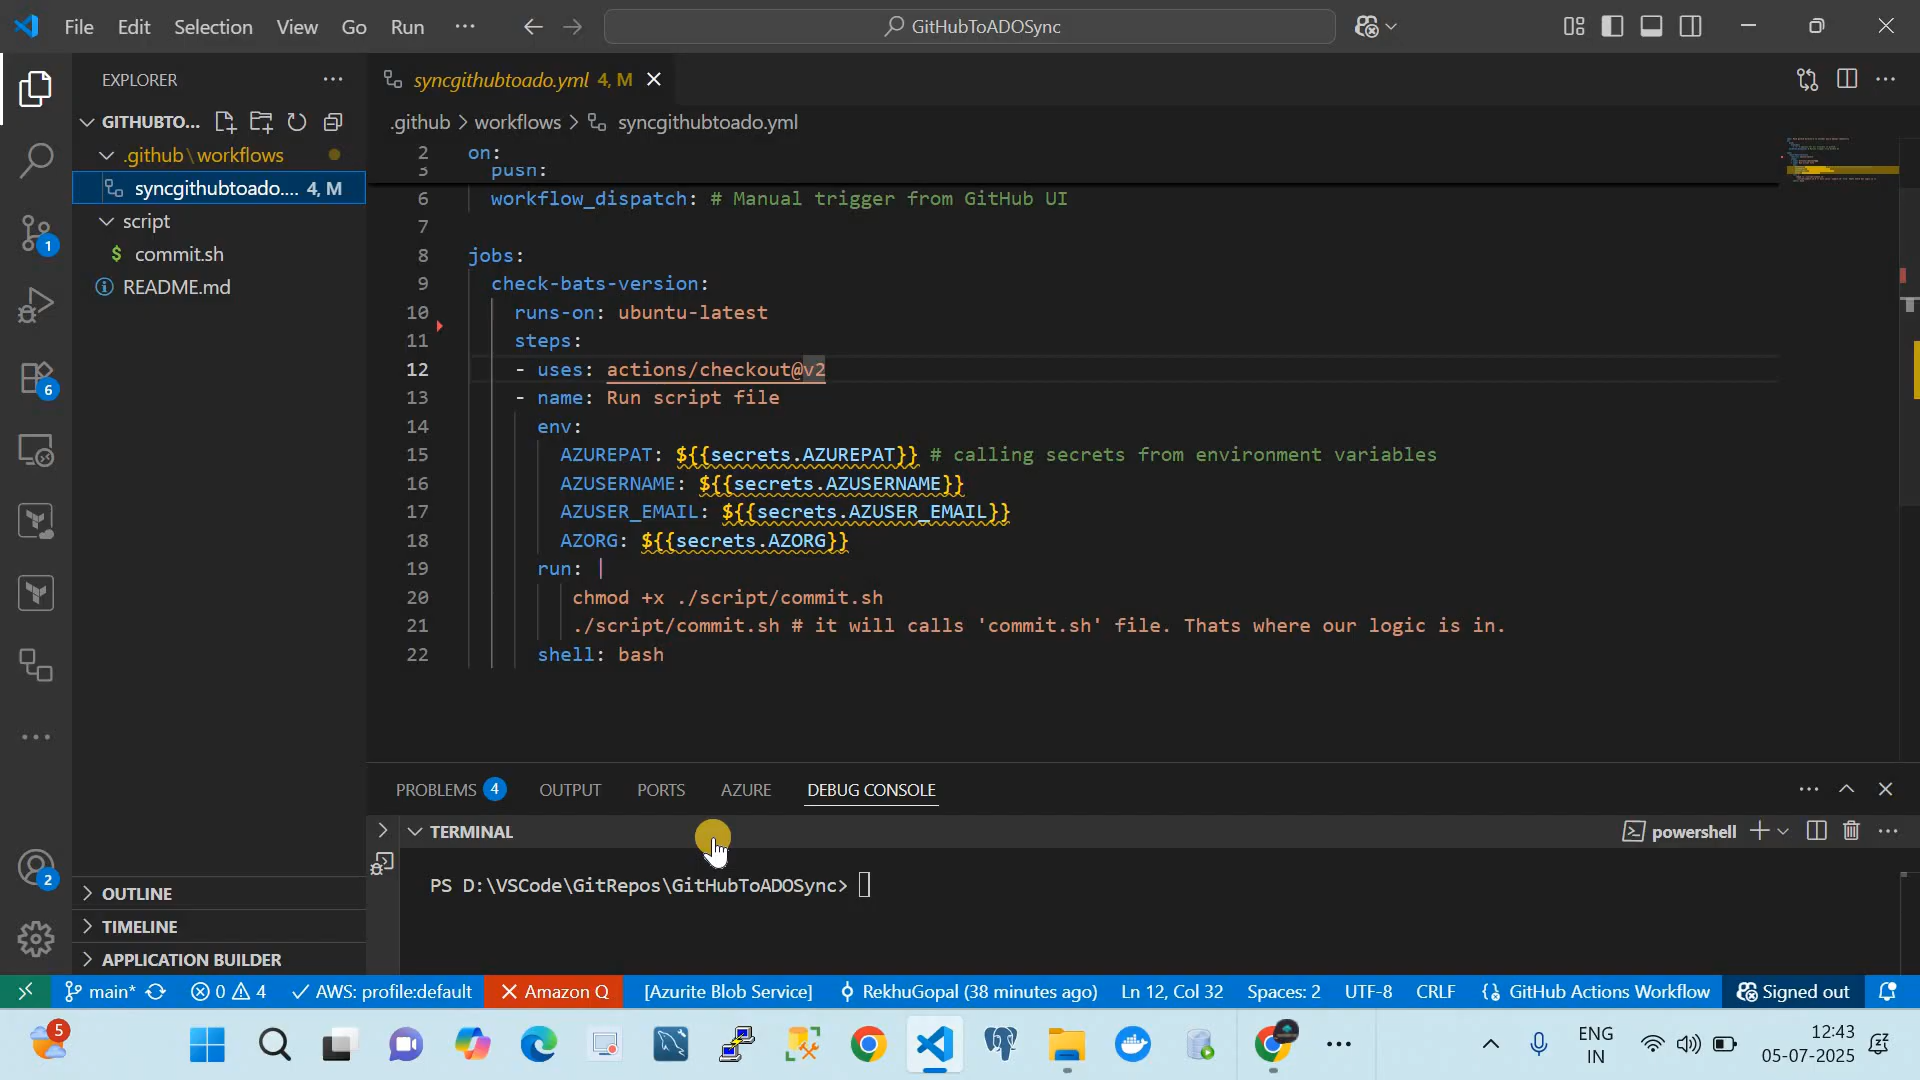 File Edit Selection View Go Run ··· GitHubToADOSync
EXPLORER
GITHUBTO...
.github\workflows
syncgithubtoado.... 4, M
script
$ commit.sh
README.md
OUTLINE
TIMELINE
APPLICATION BUILDER
1
6
2
syncgithubtoado.yml 4, M
.github > workflows > syncgithubtoado.yml
2 on:
3 push:
6 workflow_dispatch: # Manual trigger from GitHub UI
7
8 jobs:
9 check-bats-version:
10 runs-on: ubuntu-latest
11 steps:
12 - uses: actions/checkout@v2
13 - name: Run script file
14 env:
15 AZUREPAT: ${{secrets.AZUREPAT}} # calling secrets from environment variables
16 AZUSERNAME: ${{secrets.AZUSERNAME}}
17 AZUSER_EMAIL: ${{secrets.AZUSER_EMAIL}}
18 AZORG: ${{secrets.AZORG}}
19 run: |
20 chmod +x ./script/commit.sh
21 ./script/commit.sh # it will calls 'commit.sh' file. Thats where our logic is in.
22 shell: bash
PROBLEMS 4 OUTPUT PORTS AZURE DEBUG CONSOLE
TERMINAL powershell
PS D:\VSCode\GitRepos\GitHubToADOSync>
main* 0 4 AWS: profile:default Amazon Q [Azurite Blob Service] RekhuGopal (38 minutes ago) Ln 12, Col 32 Spaces: 2 UTF-8 CRLF {} GitHub Actions Workflow Signed out
5
ENG
IN
12:43
05-07-2025